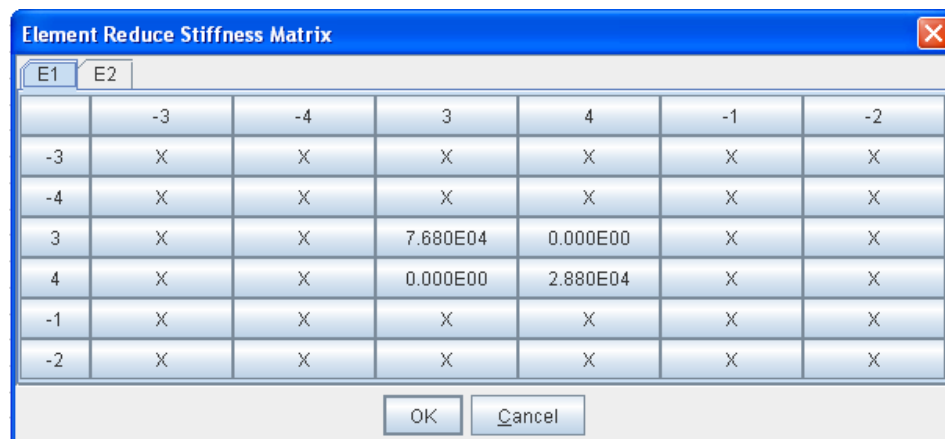 Element Reduce Stiffness Matrix
E1 E2
-3 -4 3 4 -1 -2
-3 X X X X X X
-4 X X X X X X
3 X X 7.680E04 0.000E00 X X
4 X X 0.000E00 2.880E04 X X
-1 X X X X X X
-2 X X X X X X
OK Cancel